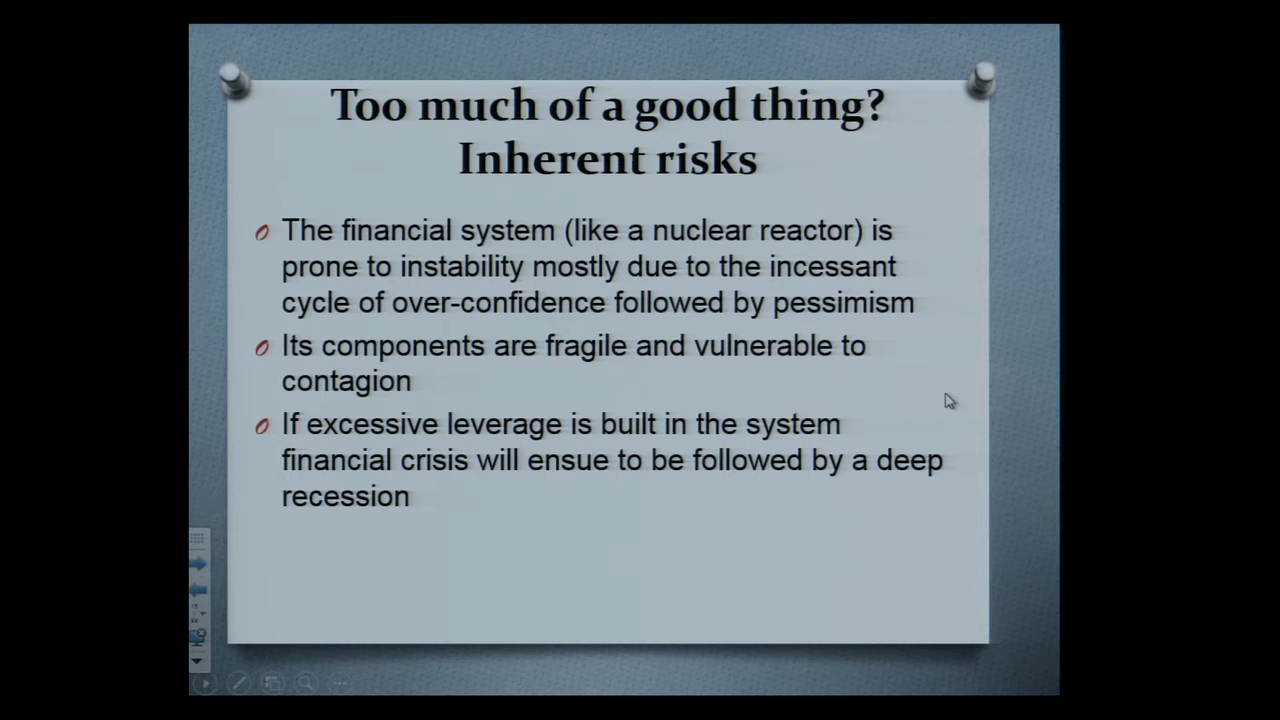 Too much of a good thing?
Inherent risks
The financial system (like a nuclear reactor) is
prone to instability mostly due to the incessant
cycle of over-confidence followed by pessimism
Its components are fragile and vulnerable to
contagion
If excessive leverage is built in the system
financial crisis will ensue to be followed by a deep
recession